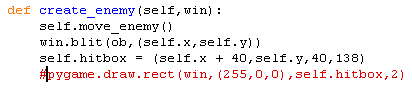 def create_enemy(self,win):
    self.move_enemy()
    win.blit(ob,(self.x,self.y))
    self.hitbox = (self.x + 40,self.y,40,138)
    #pygame.draw.rect(win,(255,0,0),self.hitbox,2)